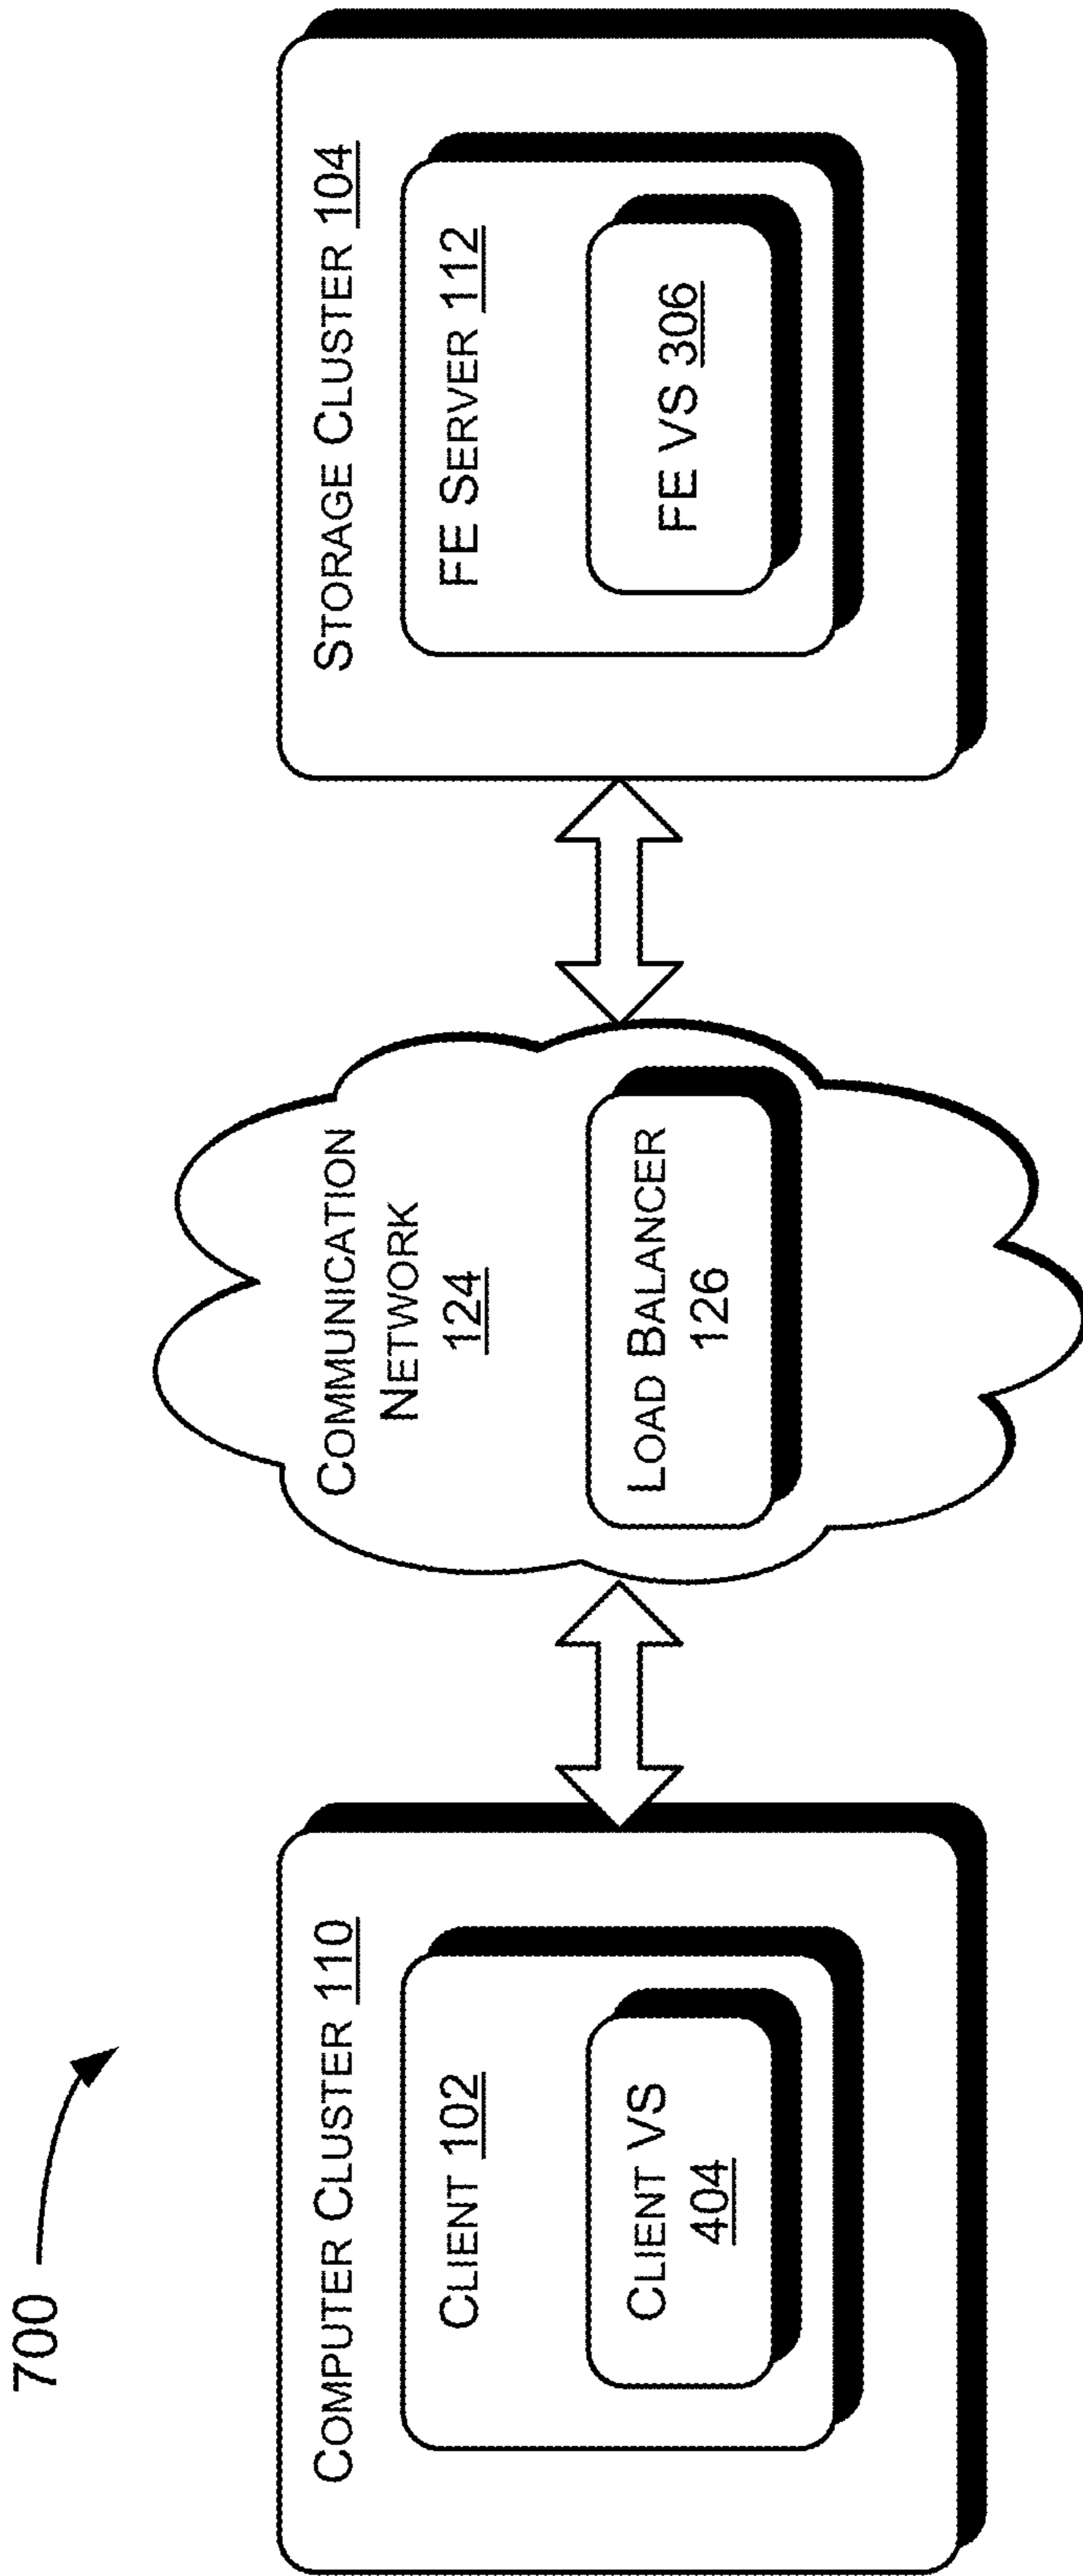 700
COMPUTER CLUSTER 110
CLIENT 102
CLIENT VS
404
COMMUNICATION
NETWORK
124
LOAD BALANCER
126
STORAGE CLUSTER 104
FE SERVER 112
FE VS 306